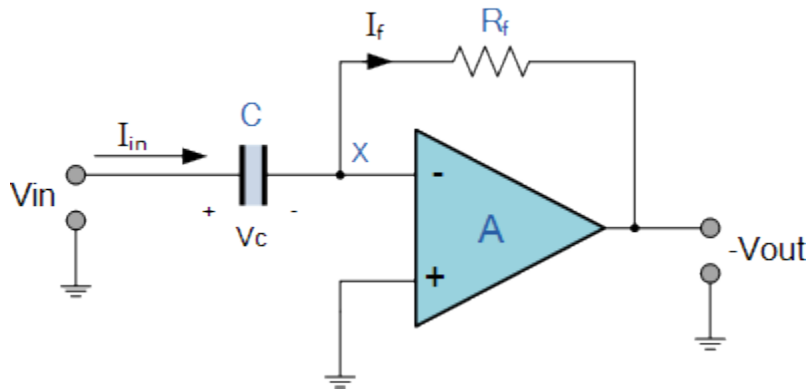 I_f
R_f
C
I_in
X
Vin
+
-
Vc
-
A
+
-Vout